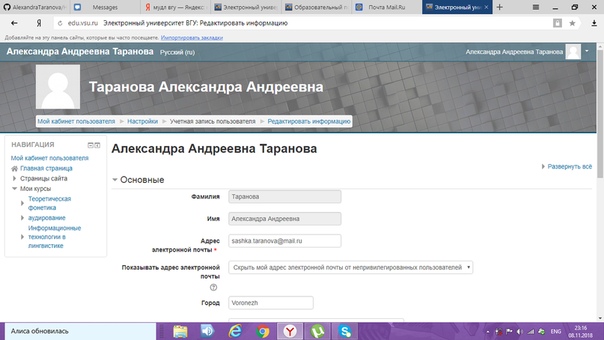 AlexandraTaranova/
Messages
мудл вгу — Яндекс
Электронный универ
Образовательный п
Почта Mail.Ru
Электронный унив
edu.vsu.ru Электронный университет ВГУ: Редактировать информацию
Добавляйте на эту панель сайты, которые вы часто посещаете. Импортировать закладки
Александра Андреевна Таранова Русский (ru) Александра Андреевна Таранова
Таранова Александра Андреевна
Мой кабинет пользователя Настройки Учетная запись пользователя Редактировать информацию
НАВИГАЦИЯ
Мой кабинет пользователя
Главная страница
Страницы сайта
Мои курсы
Теоретическая
фонетика
аудирование
Информационные
технологии в
лингвистике
Александра Андреевна Таранова
Развернуть всё
Основные
Фамилия Таранова
Имя Александра Андреевна
Адрес
электронной почты * sashka.taranova@mail.ru
Показывать адрес электронной
почты Скрыть мой адрес электронной почты от непривилегированных пользователей
Город Voronezh
Алиса обновилась
ENG
23:16
08.11.2018